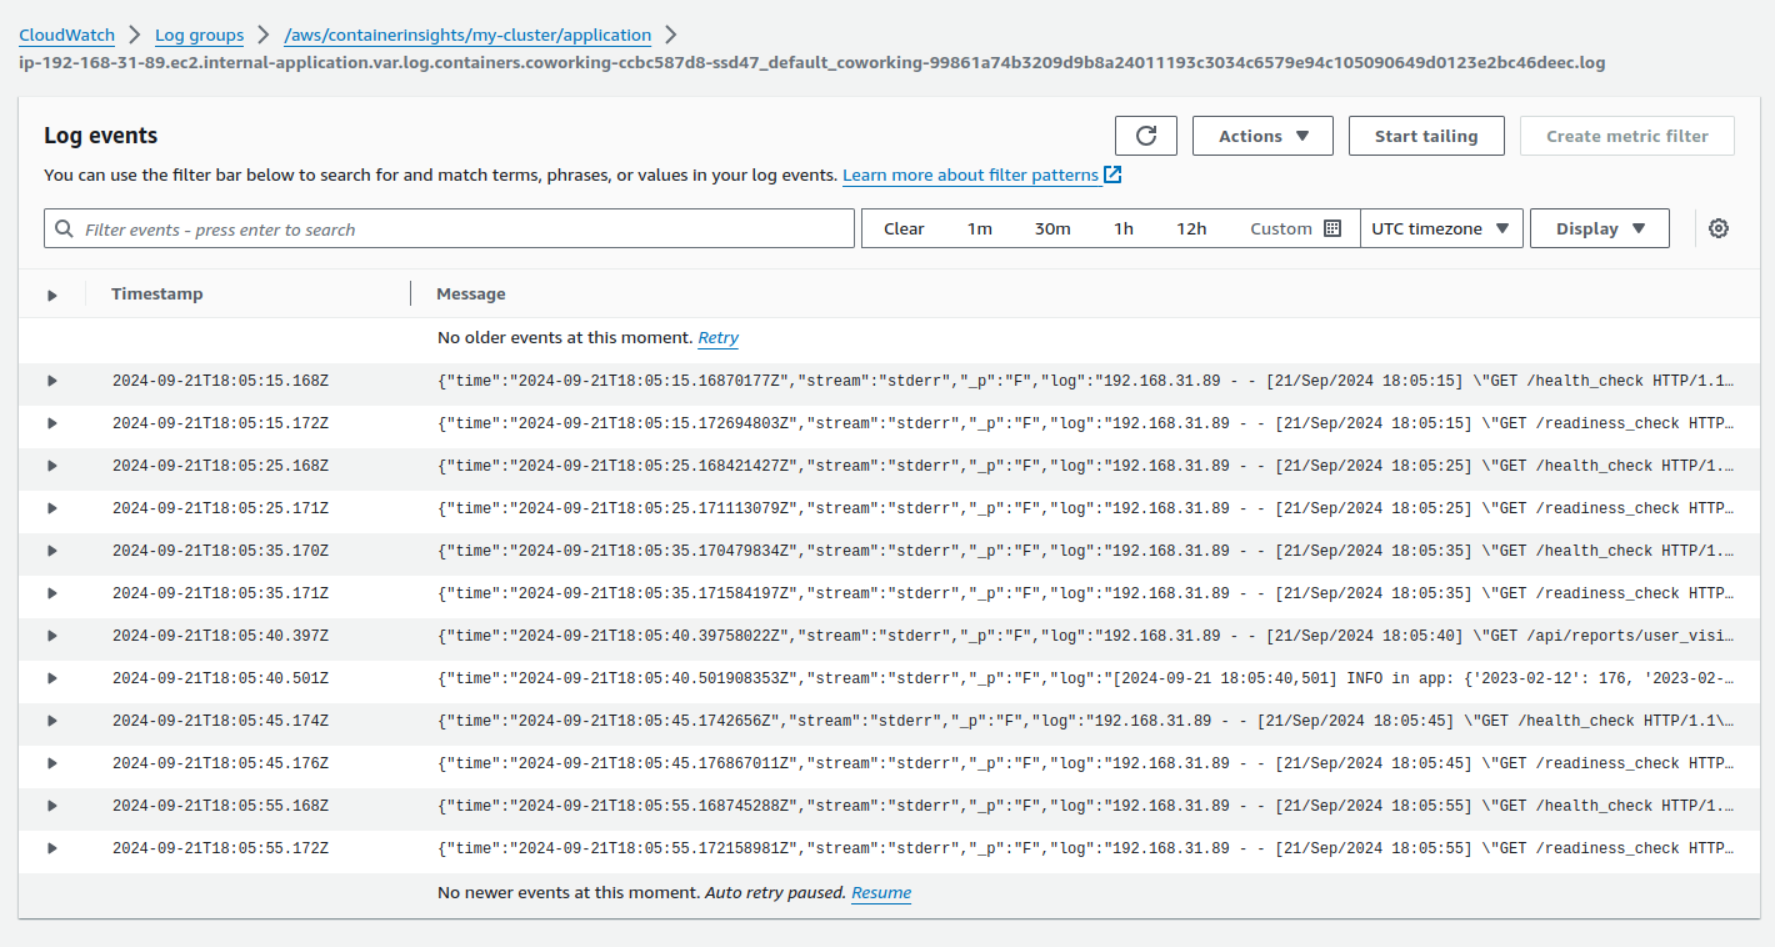 CloudWatch > Log groups > /aws/containerinsights/my-cluster/application >
ip-192-168-31-89.ec2.internal-application.var.log.containers.coworking-ccbc587d8-ssd47_default_coworking-99861a74b3209d9b8a24011193c3034c6579e94c105090649d0123e2bc46deec.log
Log events
Actions
Start tailing
Create metric filter
You can use the filter bar below to search for and match terms, phrases, or values in your log events. Learn more about filter patterns
Filter events - press enter to search
Clear 1m 30m 1h 12h Custom UTC timezone Display
Timestamp Message
No older events at this moment. Retry
2024-09-21T18:05:15.168Z {"time":"2024-09-21T18:05:15.16870177Z","stream":"stderr","_p":"F","log":"192.168.31.89 - - [21/Sep/2024 18:05:15] \"GET /health_check HTTP/1.1…
2024-09-21T18:05:15.172Z {"time":"2024-09-21T18:05:15.172694803Z","stream":"stderr","_p":"F","log":"192.168.31.89 - - [21/Sep/2024 18:05:15] \"GET /readiness_check HTTP…
2024-09-21T18:05:25.168Z {"time":"2024-09-21T18:05:25.168421427Z","stream":"stderr","_p":"F","log":"192.168.31.89 - - [21/Sep/2024 18:05:25] \"GET /health_check HTTP/1.…
2024-09-21T18:05:25.171Z {"time":"2024-09-21T18:05:25.171113079Z","stream":"stderr","_p":"F","log":"192.168.31.89 - - [21/Sep/2024 18:05:25] \"GET /readiness_check HTTP…
2024-09-21T18:05:35.170Z {"time":"2024-09-21T18:05:35.170479834Z","stream":"stderr","_p":"F","log":"192.168.31.89 - - [21/Sep/2024 18:05:35] \"GET /health_check HTTP/1.…
2024-09-21T18:05:35.171Z {"time":"2024-09-21T18:05:35.171584197Z","stream":"stderr","_p":"F","log":"192.168.31.89 - - [21/Sep/2024 18:05:35] \"GET /readiness_check HTTP…
2024-09-21T18:05:40.397Z {"time":"2024-09-21T18:05:40.39758022Z","stream":"stderr","_p":"F","log":"192.168.31.89 - - [21/Sep/2024 18:05:40] \"GET /api/reports/user_visi…
2024-09-21T18:05:40.501Z {"time":"2024-09-21T18:05:40.501908353Z","stream":"stderr","_p":"F","log":"[2024-09-21 18:05:40,501] INFO in app: {'2023-02-12': 176, '2023-02-…
2024-09-21T18:05:45.174Z {"time":"2024-09-21T18:05:45.1742656Z","stream":"stderr","_p":"F","log":"192.168.31.89 - - [21/Sep/2024 18:05:45] \"GET /health_check HTTP/1.1\…
2024-09-21T18:05:45.176Z {"time":"2024-09-21T18:05:45.176867011Z","stream":"stderr","_p":"F","log":"192.168.31.89 - - [21/Sep/2024 18:05:45] \"GET /readiness_check HTTP…
2024-09-21T18:05:55.168Z {"time":"2024-09-21T18:05:55.168745288Z","stream":"stderr","_p":"F","log":"192.168.31.89 - - [21/Sep/2024 18:05:55] \"GET /health_check HTTP/1.…
2024-09-21T18:05:55.172Z {"time":"2024-09-21T18:05:55.172158981Z","stream":"stderr","_p":"F","log":"192.168.31.89 - - [21/Sep/2024 18:05:55] \"GET /readiness_check HTTP…
No newer events at this moment. Auto retry paused. Resume